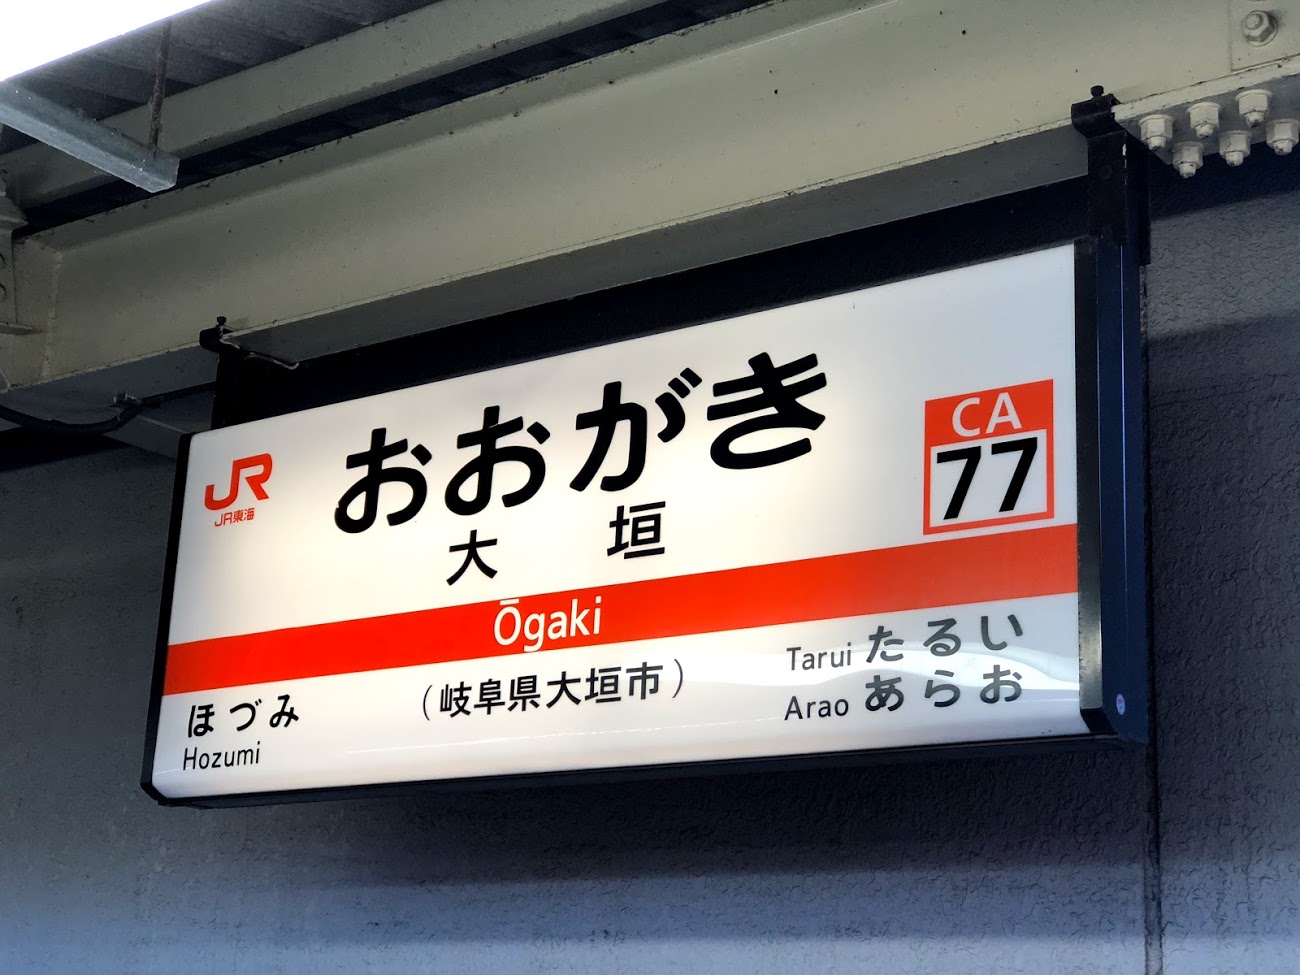 JR
JR東海
おおがき
大垣
CA
77
Ōgaki
ほづみ
Hozumi
(岐阜県大垣市)
Tarui たるい
Arao あらお